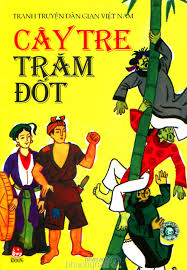 TRANH TRUYỆN DÂN GIAN VIỆT NAM
CÂY TRE
TRĂM
ĐỐT